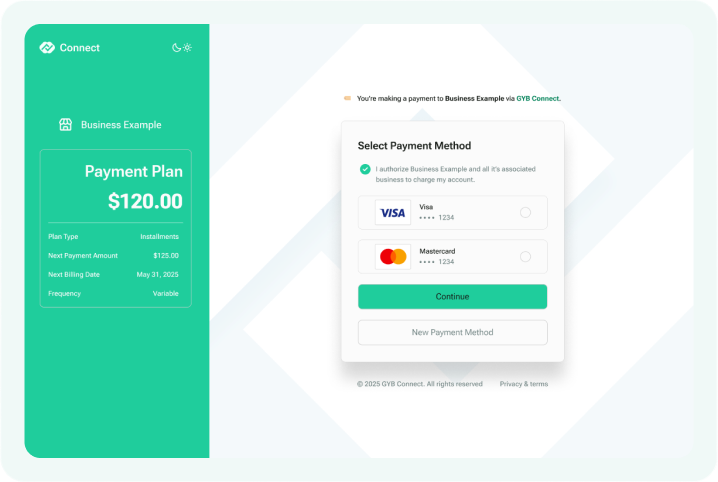 Connect
Business Example
Payment Plan
$120.00
Plan Type Installments
Next Payment Amount $125.00
Next Billing Date May 31, 2025
Frequency Variable
You're making a payment to Business Example via GYB Connect.
Select Payment Method
I authorize Business Example and all it's associated
business to charge my account.
VISA
Visa
•••• 1234
Mastercard
•••• 1234
Continue
New Payment Method
© 2025 GYB Connect. All rights reserved Privacy & terms